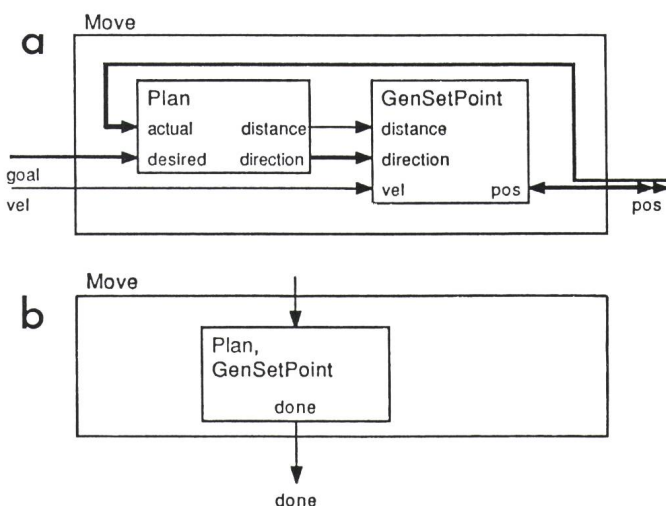 Move
a
Plan
GenSetPoint
actual distance
distance
desired direction
direction
goal
vel pos
vel
pos
Move
b
Plan,
GenSetPoint
done
done